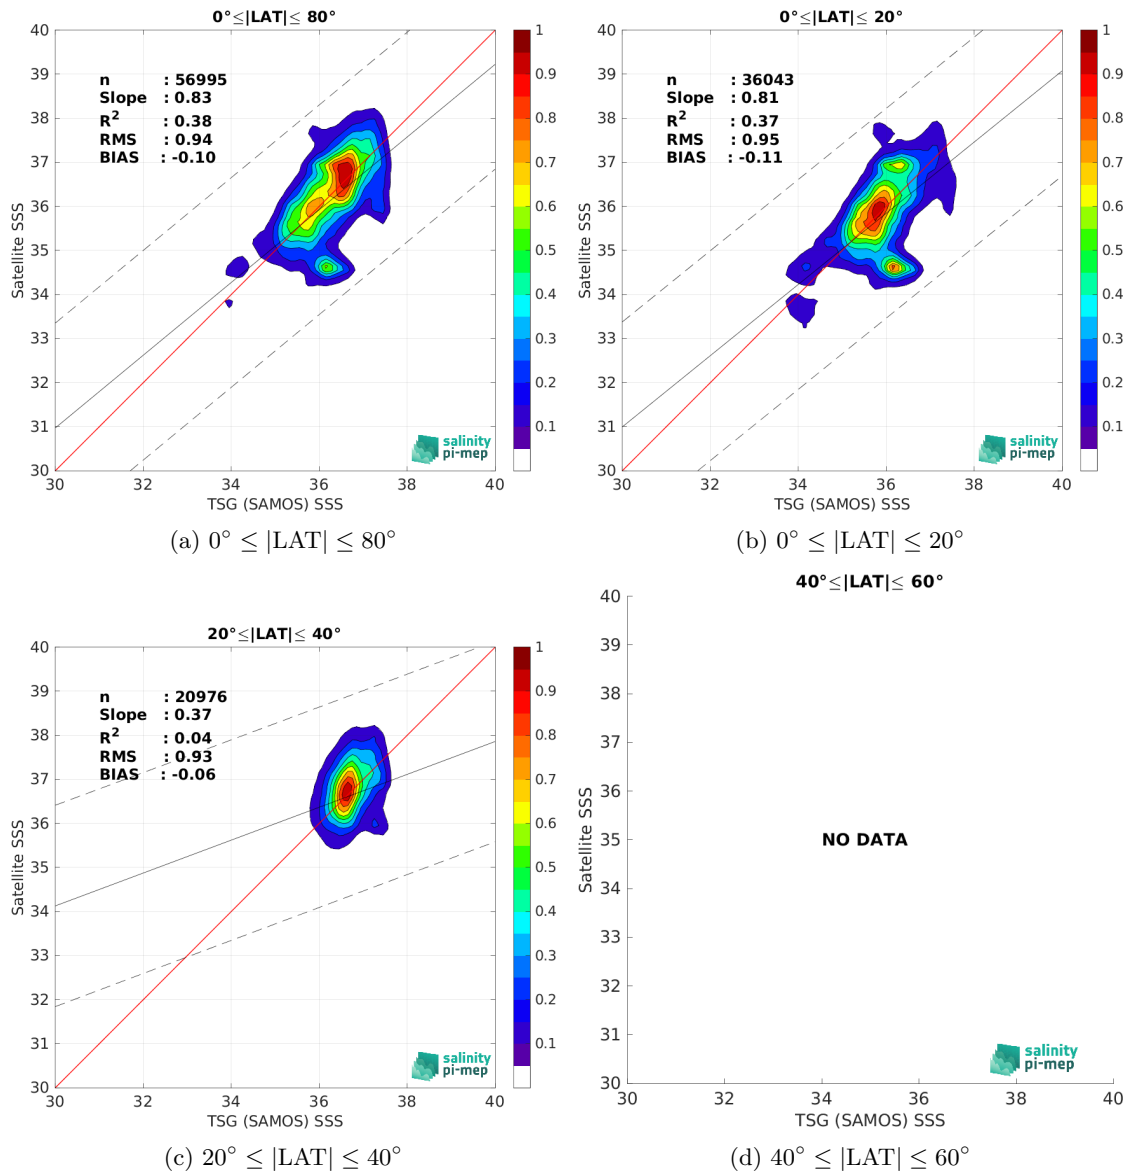 0°≤|LAT|≤ 80°
n : 56995
Slope : 0.83
R² : 0.38
RMS : 0.94
BIAS : -0.10
40
39
38
37
36
35
34
33
32
31
30
Satellite SSS
30 32 34 36 38 40
TSG (SAMOS) SSS
1
0.9
0.8
0.7
0.6
0.5
0.4
0.3
0.2
0.1
salinity
pi-mep
(a) 0° ≤ |LAT| ≤ 80°
0°≤|LAT|≤ 20°
n : 36043
Slope : 0.81
R² : 0.37
RMS : 0.95
BIAS : -0.11
40
39
38
37
36
35
34
33
32
31
30
Satellite SSS
30 32 34 36 38 40
TSG (SAMOS) SSS
1
0.9
0.8
0.7
0.6
0.5
0.4
0.3
0.2
0.1
salinity
pi-mep
(b) 0° ≤ |LAT| ≤ 20°
20°≤|LAT|≤ 40°
n : 20976
Slope : 0.37
R² : 0.04
RMS : 0.93
BIAS : -0.06
40
39
38
37
36
35
34
33
32
31
30
Satellite SSS
30 32 34 36 38 40
TSG (SAMOS) SSS
1
0.9
0.8
0.7
0.6
0.5
0.4
0.3
0.2
0.1
salinity
pi-mep
(c) 20° ≤ |LAT| ≤ 40°
40°≤|LAT|≤ 60°
40
39
38
37
36
35
34
33
32
31
30
Satellite SSS
NO DATA
30 32 34 36 38 40
TSG (SAMOS) SSS
salinity
pi-mep
(d) 40° ≤ |LAT| ≤ 60°